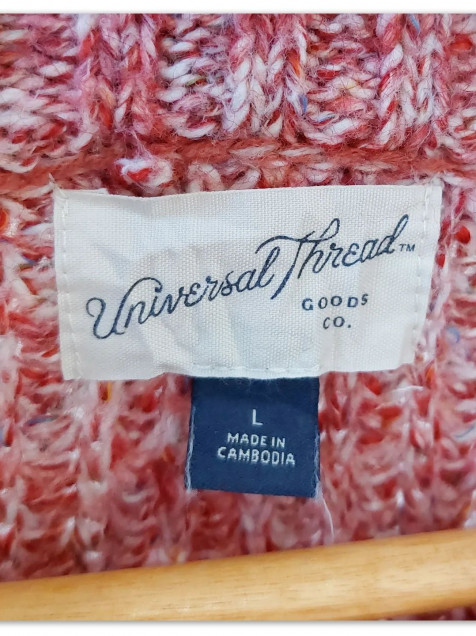 Universal Thread™
GOODS
CO.
L
MADE IN
CAMBODIA